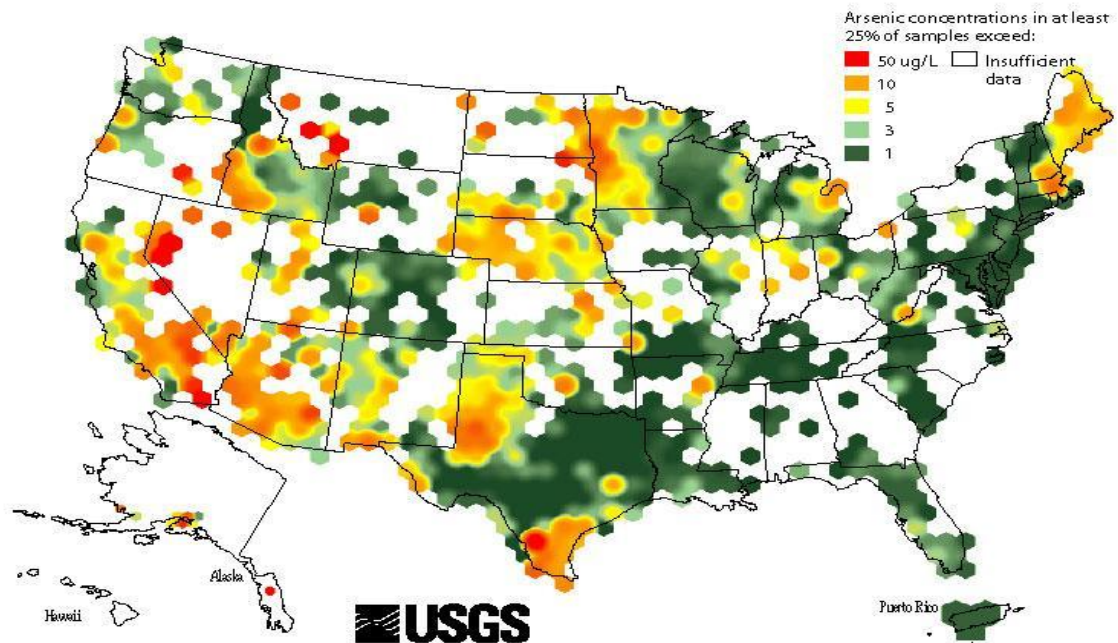 Arsenic concentrations in at least
25% of samples exceed:
50 ug/L
Insufficient
data
10
5
3
1
Alaska
Hawaii
USGS
Puerto Rico